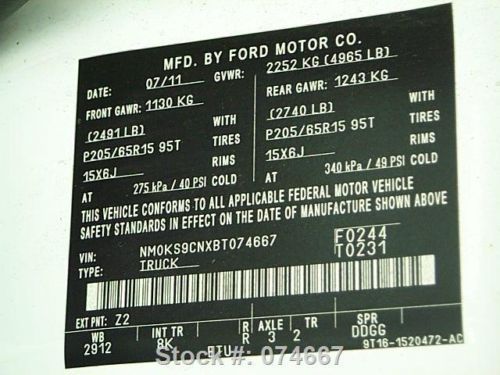 MFD. BY FORD MOTOR CO.
DATE: 07/11 GVWR: 2252 KG (4965 LB)
FRONT GAWR: 1130 KG REAR GAWR: 1243 KG
(2491 LB) WITH (2740 LB) WITH
P205/65R15 95T TIRES P205/65R15 95T TIRES
15X6J RIMS 15X6J RIMS
AT 275 kPa / 40 PSI COLD AT 340 kPa / 49 PSI COLD
THIS VEHICLE CONFORMS TO ALL APPLICABLE FEDERAL MOTOR VEHICLE
SAFETY STANDARDS IN EFFECT ON THE DATE OF MANUFACTURE SHOWN ABOVE
VIN: NM0KS9CNXBT074667 F0244
TYPE: TRUCK T0231
EXT PNT: Z2
WB INT TR R AXLE TR SPR
2912 8K R 3 2 DDGG
BTU 9T16-1520472-AC
Stock - 074667